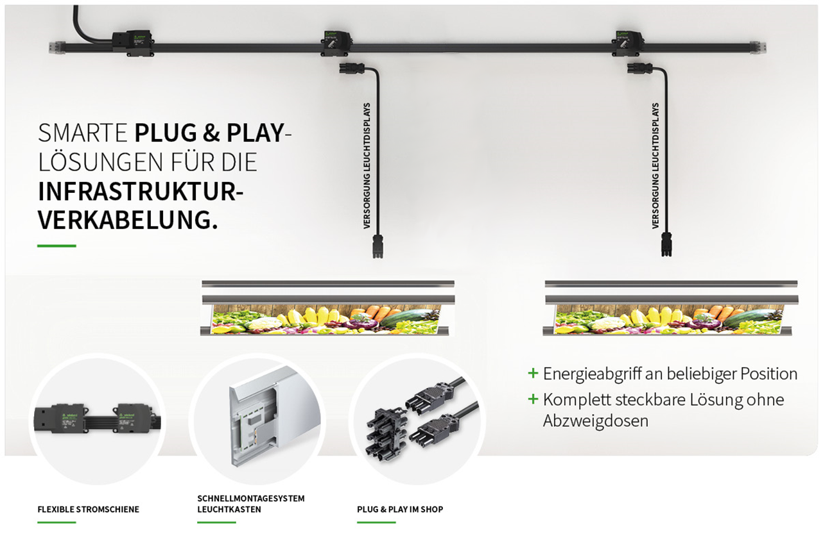 SMARTE PLUG & PLAY-
LÖSUNGEN FÜR DIE
INFRASTRUKTUR-
VERKABELUNG.
VERSORGUNG LEUCHTDISPLAYS
VERSORGUNG LEUCHTDISPLAYS
+ Energieabgriff an beliebiger Position
+ Komplett steckbare Lösung ohne
Abzweigdosen
FLEXIBLE STROMSCHIENE
SCHNELLMONTAGESYSTEM
LEUCHTKASTEN
PLUG & PLAY IM SHOP